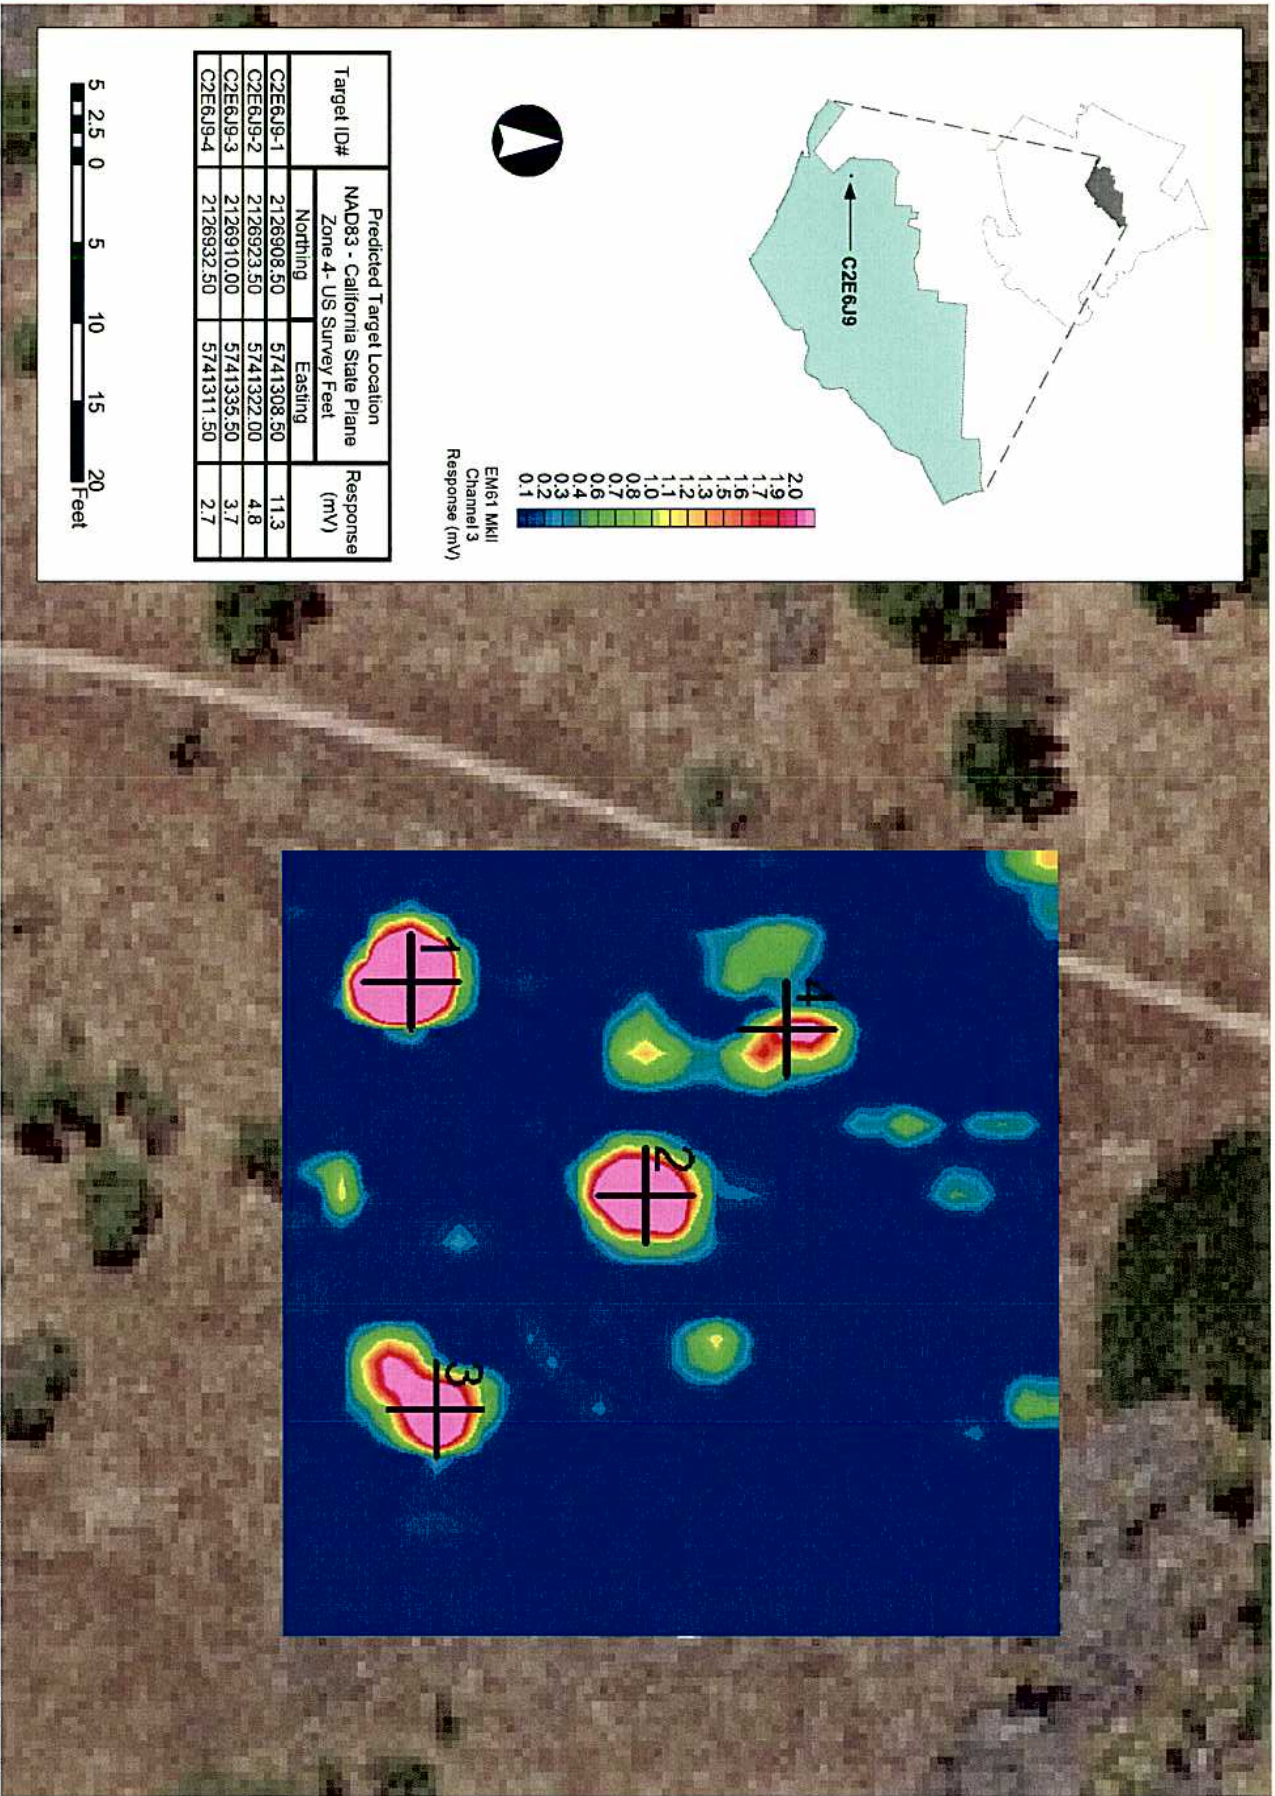 C2E6J9
2.0
1.9
1.7
1.6
1.5
1.3
1.2
1.1
1.0
0.8
0.7
0.6
0.4
0.3
0.2
0.1
EM61 MkII
Channel 3
Response (mV)
Target ID#
Predicted Target Location
NAD83 - California State Plane
Zone 4- US Survey Feet
Response
(mV)
Northing Easting
C2E6J9-1 2126908.50 5741308.50 11.3
C2E6J9-2 2126923.50 5741322.00 4.8
C2E6J9-3 2126910.00 5741335.50 3.7
C2E6J9-4 2126932.50 5741311.50 2.7
5 2.5 0 5 10 15 20
Feet
4
2
1
3